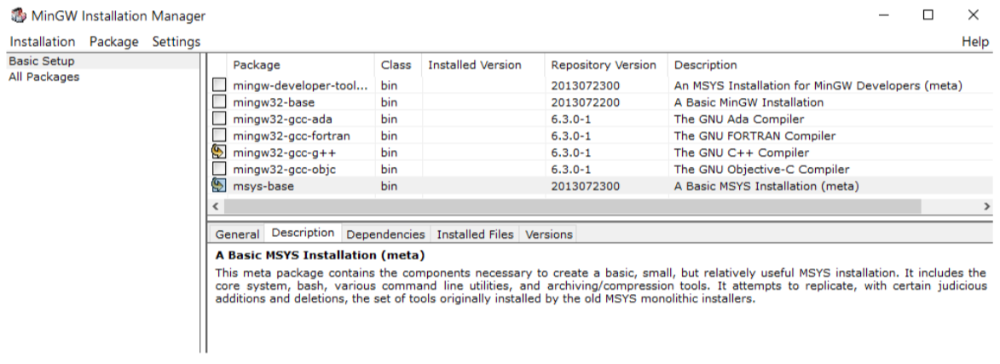 MinGW Installation Manager
Installation Package Settings Help
Basic Setup
All Packages
Package Class Installed Version Repository Version Description
mingw-developer-tool... bin 2013072300 An MSYS Installation for MinGW Developers (meta)
mingw32-base bin 2013072200 A Basic MinGW Installation
mingw32-gcc-ada bin 6.3.0-1 The GNU Ada Compiler
mingw32-gcc-fortran bin 6.3.0-1 The GNU FORTRAN Compiler
mingw32-gcc-g++ bin 6.3.0-1 The GNU C++ Compiler
mingw32-gcc-objc bin 6.3.0-1 The GNU Objective-C Compiler
msys-base bin 2013072300 A Basic MSYS Installation (meta)
General Description Dependencies Installed Files Versions
A Basic MSYS Installation (meta)
This meta package contains the components necessary to create a basic, small, but relatively useful MSYS installation. It includes the
core system, bash, various command line utilities, and archiving/compression tools. It attempts to replicate, with certain judicious
additions and deletions, the set of tools originally installed by the old MSYS monolithic installers.